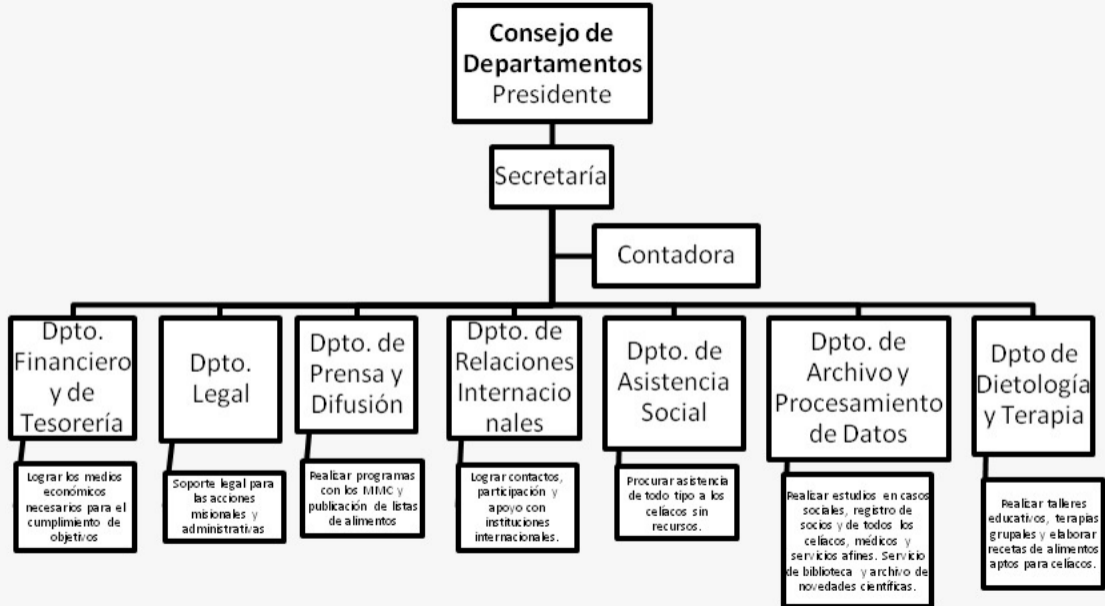 Consejo de
Departamentos
Presidente
Secretaría
Contadora
Dpto.
Financiero
y de
Tesorería
Dpto.
Legal
Dpto. de
Prensa y
Difusión
Dpto. de
Relaciones
Internacio
nales
Dpto. de
Asistencia
Social
Dpto. de
Archivo y
Procesamiento
de Datos
Dpto de
Dietología
y Terapia
Lograr los medios
económicos
necesarios para el
cumplimiento de
objetivos
Soporte legal para
las acciones
misionales y
administrativas
Realizar programas
con los MMC y
publicación de listas
de alimentos
Lograr contactos,
participación y
apoyo con
instituciones
internacionales.
Procurar asistencia
de todo tipo a los
celíacos sin
recursos.
Realizar estudios en casos
sociales, registro de
socios y de todos los
celíacos, médicos y
servicios afines. Servicio
de biblioteca y archivo de
novedades científicas.
Realizar talleres
educativos, terapias
grupales y elaborar
recetas de alimentos
aptos para celíacos.